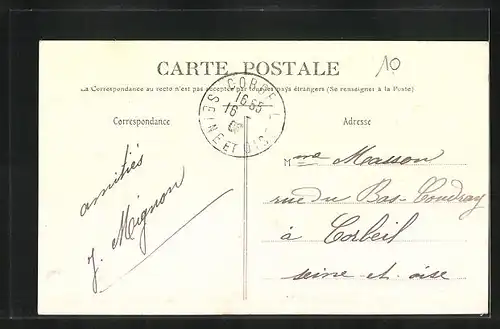 CARTE POSTALE
10
La Correspondance au recto n'est pas acceptée par tous les pays étrangers (Se renseigner à la Poste)
CORBEIL
16 55
16
SEINE ET OISE
Correspondance
Adresse
amitiés
J. Mignon
Mme Masson
rue du Bas-Coudray
à Corbeil
Seine-et-oise